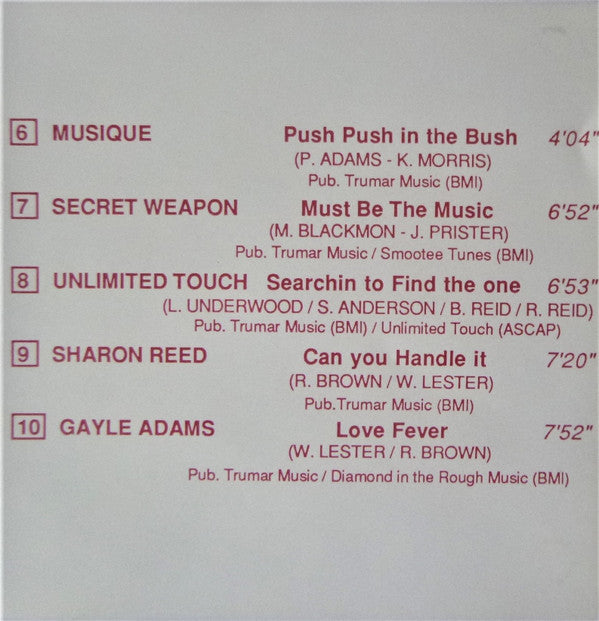 6 MUSIQUE Push Push in the Bush 4'04"
(P. ADAMS - K. MORRIS)
Pub. Trumar Music (BMI)
7 SECRET WEAPON Must Be The Music 6'52"
(M. BLACKMON - J. PRISTER)
Pub. Trumar Music / Smootee Tunes (BMI)
8 UNLIMITED TOUCH Searchin to Find the one 6'53"
(L. UNDERWOOD / S. ANDERSON / B. REID / R. REID)
Pub. Trumar Music (BMI) / Unlimited Touch (ASCAP)
9 SHARON REED Can you Handle it 7'20"
(R. BROWN / W. LESTER)
Pub.Trumar Music (BMI)
10 GAYLE ADAMS Love Fever 7'52"
(W. LESTER / R. BROWN)
Pub. Trumar Music / Diamond in the Rough Music (BMI)